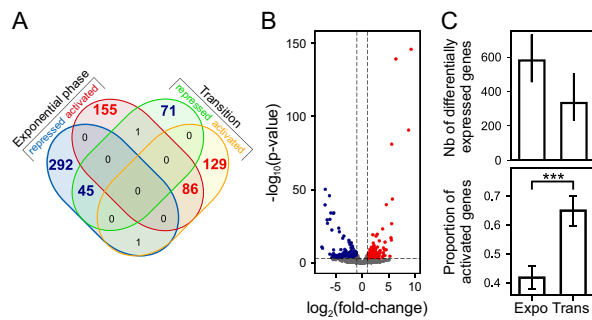 A
Exponential phase
repressed activated
Transition
repressed activated
155
71
292
129
45
86
0
1
0
0
0
0
0
0
1
B
-log10(p-value)
150
100
50
0
-5
0
5
10
log2(fold-change)
C
Nb of differentially
expressed genes
600
400
200
0
Proportion of
activated genes
0.7
0.6
0.5
0.4
***
Expo Trans